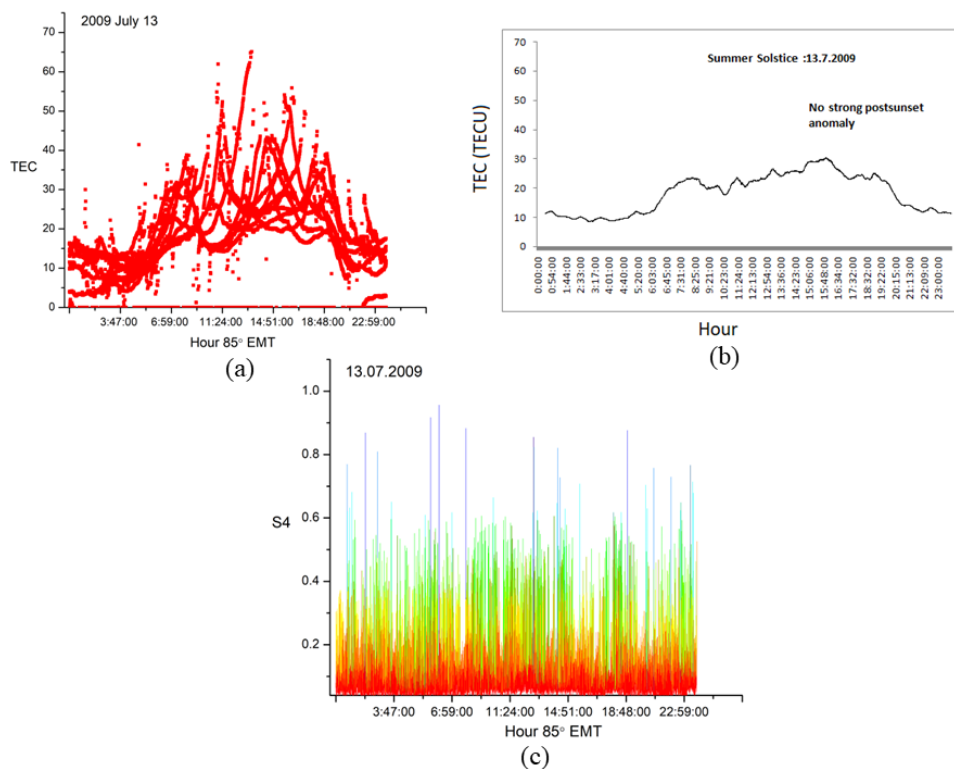 2009 July 13
70
60
50
40
30
20
10
0
TEC
3:47:00 6:59:00 11:24:00 14:51:00 18:48:00 22:59:00
Hour 85° EMT
(a)
70
60
50
40
30
20
10
0
TEC (TECU)
Summer Solstice :13.7.2009
No strong postsunset
anomaly
0:00:00 0:54:00 1:44:00 2:33:00 3:17:00 4:01:00 4:40:00 5:20:00 6:03:00 6:45:00 7:31:00 8:25:00 9:21:00 10:23:00 11:24:00 12:13:00 12:54:00 13:36:00 14:24:00 15:06:00 15:48:00 16:34:00 17:32:00 18:32:00 19:22:00 20:15:00 21:13:00 22:09:00 23:00:00
Hour
(b)
13.07.2009
1.0
0.8
0.6
0.4
0.2
S4
3:47:00 6:59:00 11:24:00 14:51:00 18:48:00 22:59:00
Hour 85° EMT
(c)